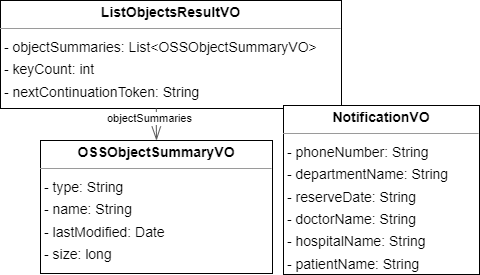 ListObjectsResultVO
- objectSummaries: List<OSSObjectSummaryVO>
- keyCount: int
- nextContinuationToken: String
objectSummaries
OSSObjectSummaryVO
- type: String
- name: String
- lastModified: Date
- size: long
NotificationVO
- phoneNumber: String
- departmentName: String
- reserveDate: String
- doctorName: String
- hospitalName: String
- patientName: String